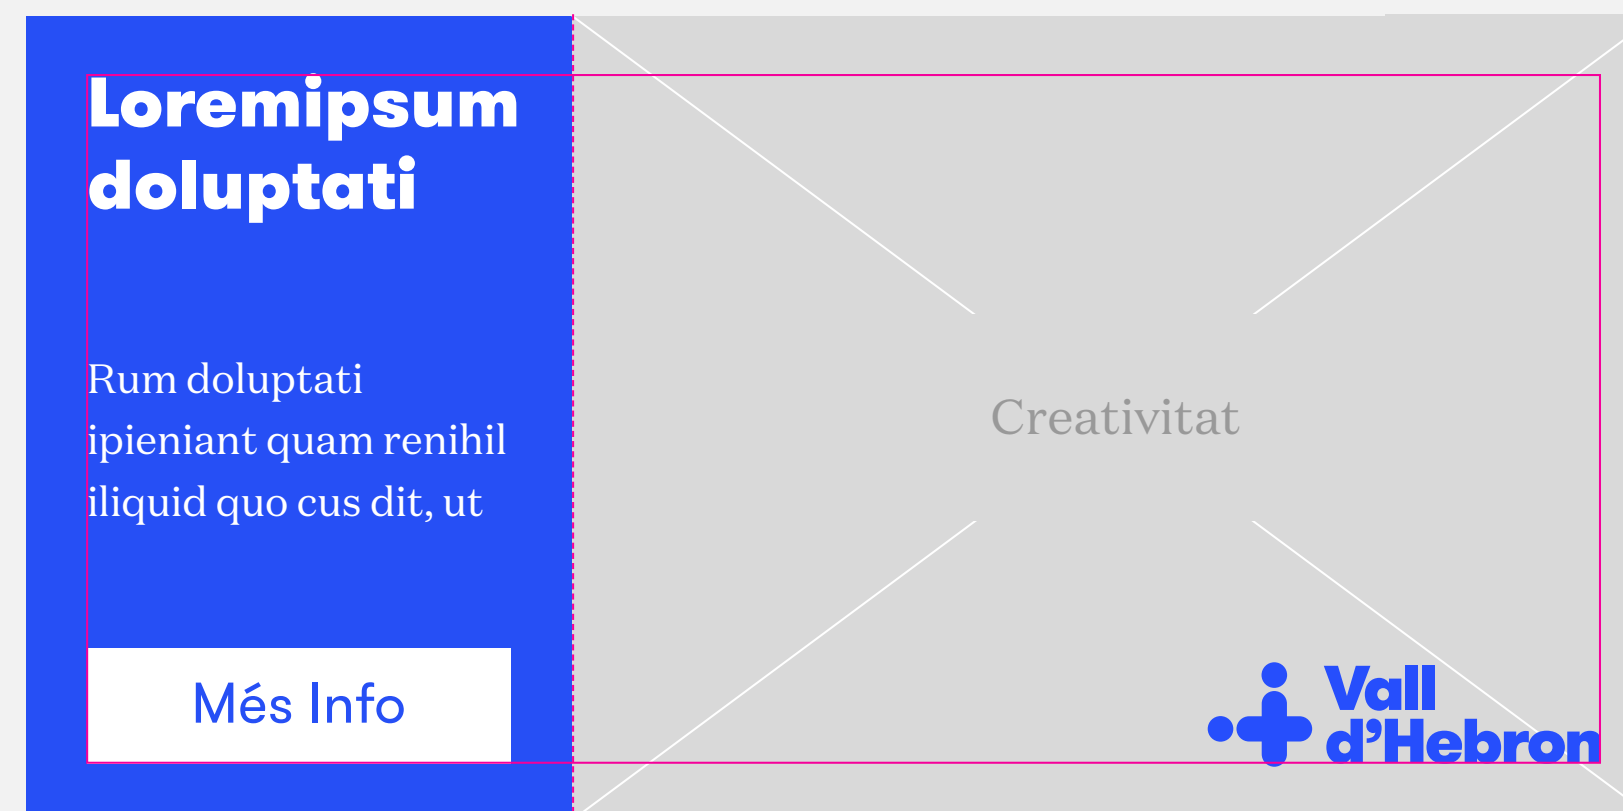 Loremipsum
doluptati
Rum doluptati
ipieniant quam renihil
iliquid quo cus dit, ut
Més Info
Creativitat
Vall
d’Hebron